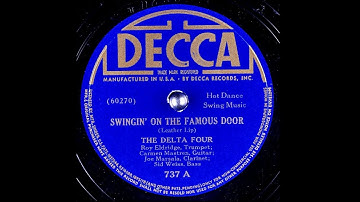 DECCA
TRADE MARK REGISTERED
MANUFACTURED IN U.S.A. BY DECCA RECORDS, INC.
(60270)
Hot Dance
Swing Music
SWINGIN' ON THE FAMOUS DOOR
(Leather Lip)
THE DELTA FOUR
Roy Eldridge, Trumpet;
Carmen Mastren, Guitar;
Joe Marsala, Clarinet;
Sid Weiss, Bass
737 A